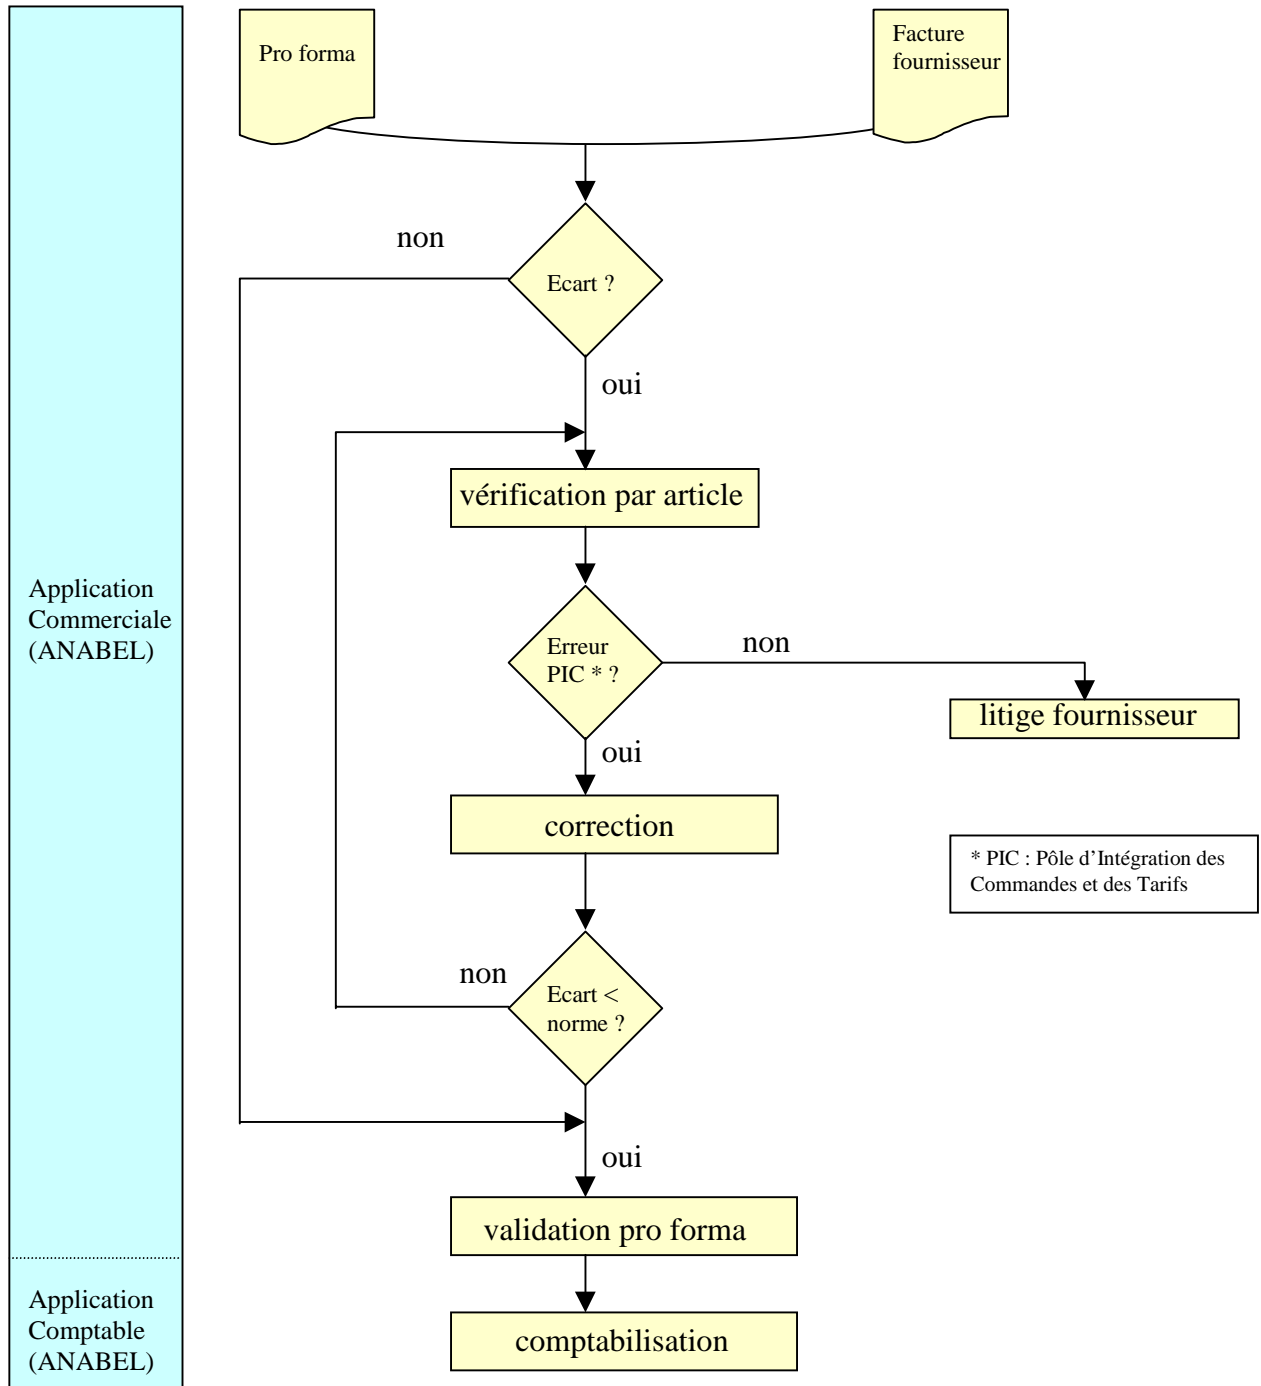 Pro forma
Facture
fournisseur
non
Ecart ?
oui
vérification par article
Application
Commerciale
(ANABEL)
Erreur
PIC * ?
non
litige fournisseur
oui
correction
* PIC : Pôle d’Intégration des
Commandes et des Tarifs
non
Ecart <
norme ?
oui
validation pro forma
Application
Comptable
(ANABEL)
comptabilisation